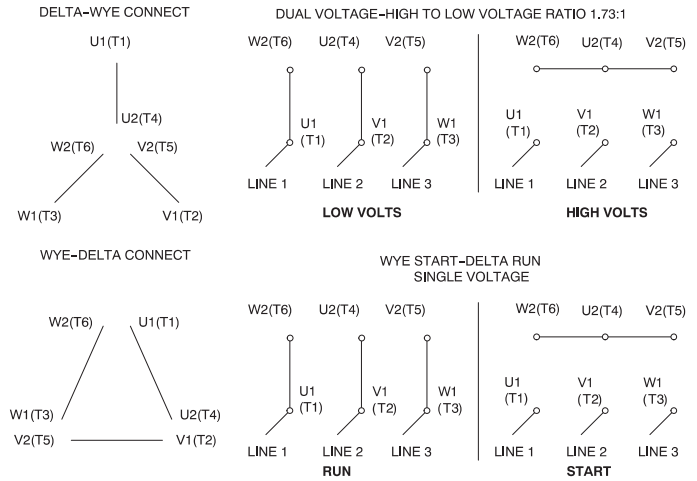 DELTA–WYE CONNECT
U1(T1)
U2(T4)
W2(T6) V2(T5)
W1(T3) V1(T2)
DUAL VOLTAGE–HIGH TO LOW VOLTAGE RATIO 1.73:1
W2(T6) U2(T4) V2(T5)
U1 V1 W1
(T1) (T2) (T3)
LINE 1 LINE 2 LINE 3
LOW VOLTS
W2(T6) U2(T4) V2(T5)
U1 V1 W1
(T1) (T2) (T3)
LINE 1 LINE 2 LINE 3
HIGH VOLTS
WYE–DELTA CONNECT
W2(T6) U1(T1)
W1(T3) U2(T4)
V2(T5) V1(T2)
WYE START–DELTA RUN
SINGLE VOLTAGE
W2(T6) U2(T4) V2(T5)
U1 V1 W1
(T1) (T2) (T3)
LINE 1 LINE 2 LINE 3
RUN
W2(T6) U2(T4) V2(T5)
U1 V1 W1
(T1) (T2) (T3)
LINE 1 LINE 2 LINE 3
START